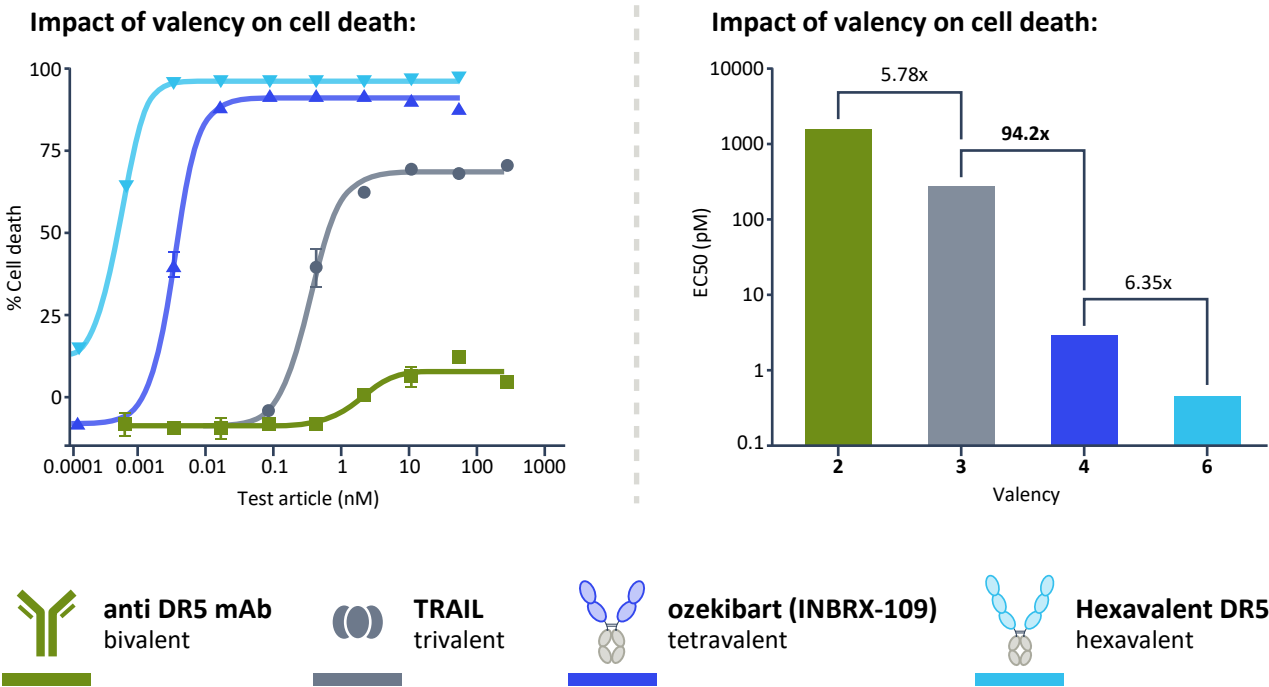 Impact of valency on cell death:
100
75
50
25
0
% Cell death
0.0001
0.001
0.01
0.1
1
10
100
1000
Test article (nM)
Impact of valency on cell death:
10000
1000
100
10
1
0.1
EC50 (pM)
5.78x
94.2x
6.35x
2
3
4
6
Valency
anti DR5 mAb
bivalent
TRAIL
trivalent
ozekibart (INBRX-109)
tetravalent
Hexavalent DR5
hexavalent